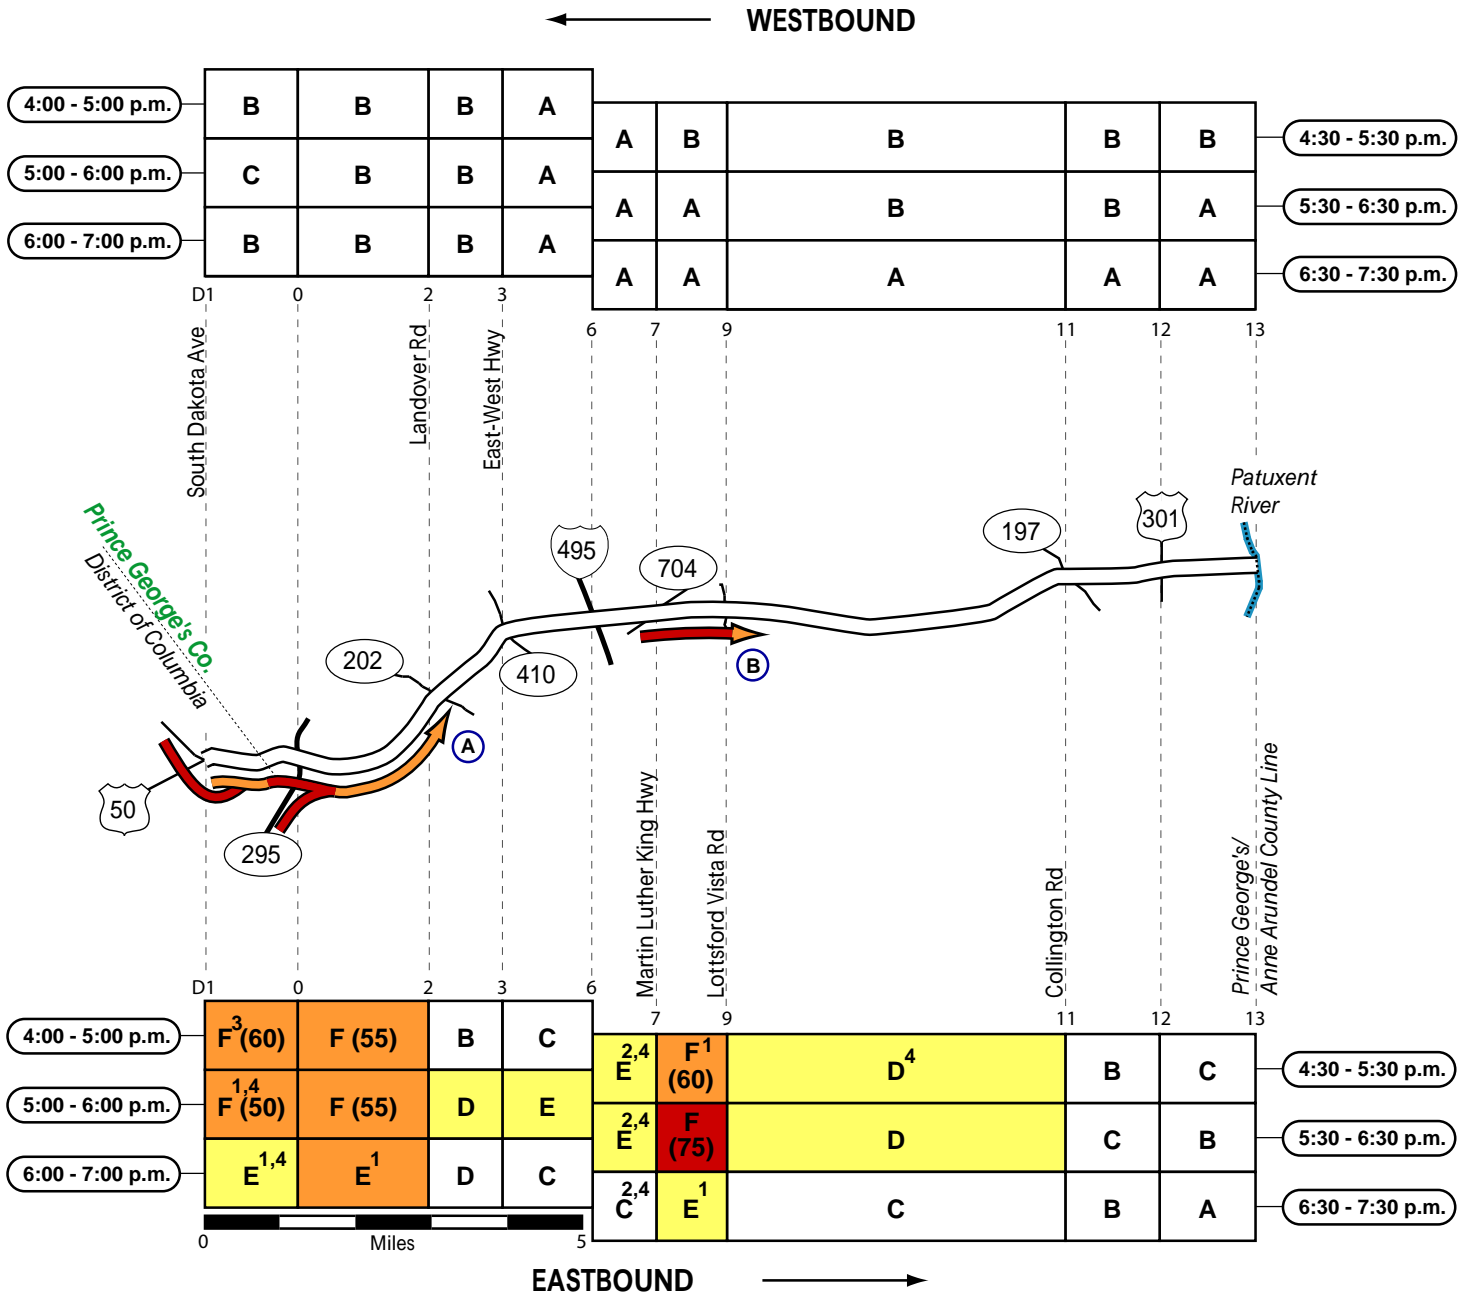 WESTBOUND
4:00 - 5:00 p.m. B B B A
A B B B B 4:30 - 5:30 p.m.
5:00 - 6:00 p.m. C B B A
A A B B A 5:30 - 6:30 p.m.
6:00 - 7:00 p.m. B B B A
A A A A A 6:30 - 7:30 p.m.
D1 0 2 3
6 7 9 11 12 13
South Dakota Ave
Landover Rd
East-West Hwy
Patuxent
River
Prince George's Co.
District of Columbia
495
704
197
301
202
410
50
295
A
B
Martin Luther King Hwy
Lottsford Vista Rd
Collington Rd
Prince George's/
Anne Arundel County Line
D1 0 2 3 6
7 9 11 12 13
4:00 - 5:00 p.m. F3(60) F (55) B C
E2,4 F1 (60) D4 B C 4:30 - 5:30 p.m.
5:00 - 6:00 p.m. F1,4(50) F (55) D E
E2,4 F (75) D C B 5:30 - 6:30 p.m.
6:00 - 7:00 p.m. E1,4 E1 D C
C2,4 E1 C B A 6:30 - 7:30 p.m.
0 Miles 5
EASTBOUND